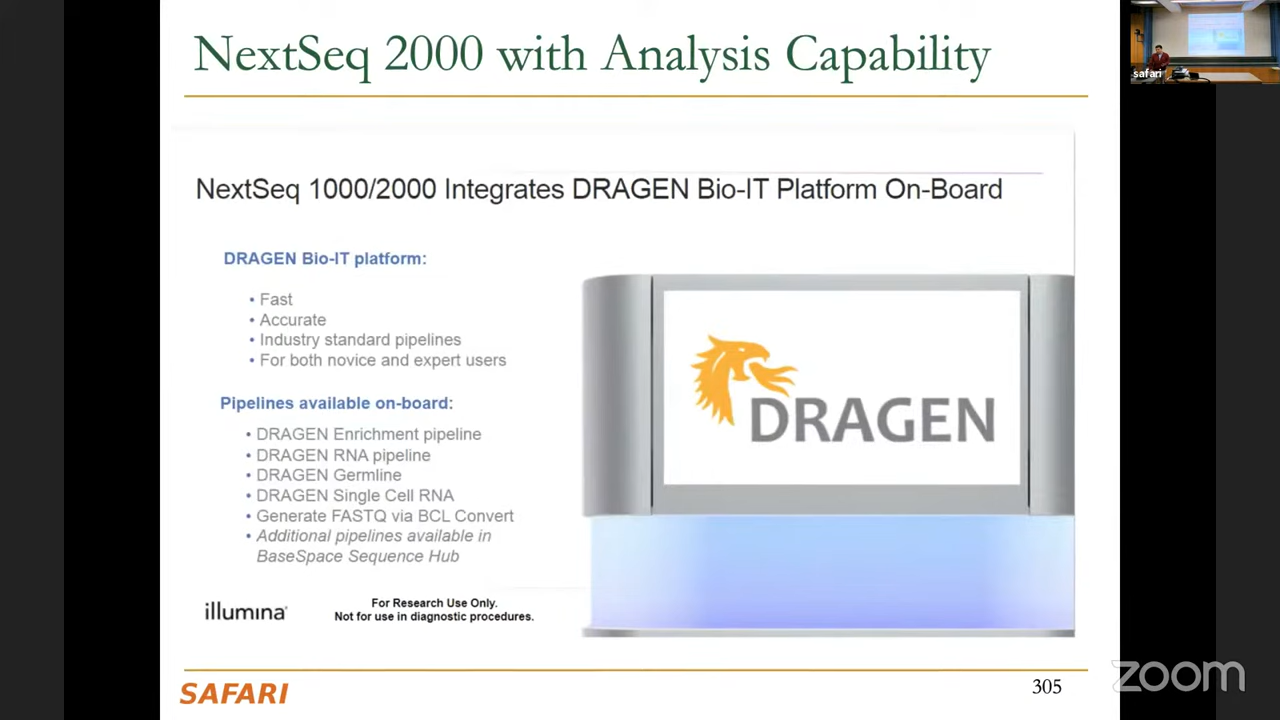 NextSeq 2000 with Analysis Capability
safari
NextSeq 1000/2000 Integrates DRAGEN Bio-IT Platform On-Board
DRAGEN Bio-IT platform:
• Fast
• Accurate
• Industry standard pipelines
• For both novice and expert users
Pipelines available on-board:
• DRAGEN Enrichment pipeline
• DRAGEN RNA pipeline
• DRAGEN Germline
• DRAGEN Single Cell RNA
• Generate FASTQ via BCL Convert
• Additional pipelines available in
BaseSpace Sequence Hub
DRAGEN
illumina®
For Research Use Only.
Not for use in diagnostic procedures.
SAFARI
305
zoom